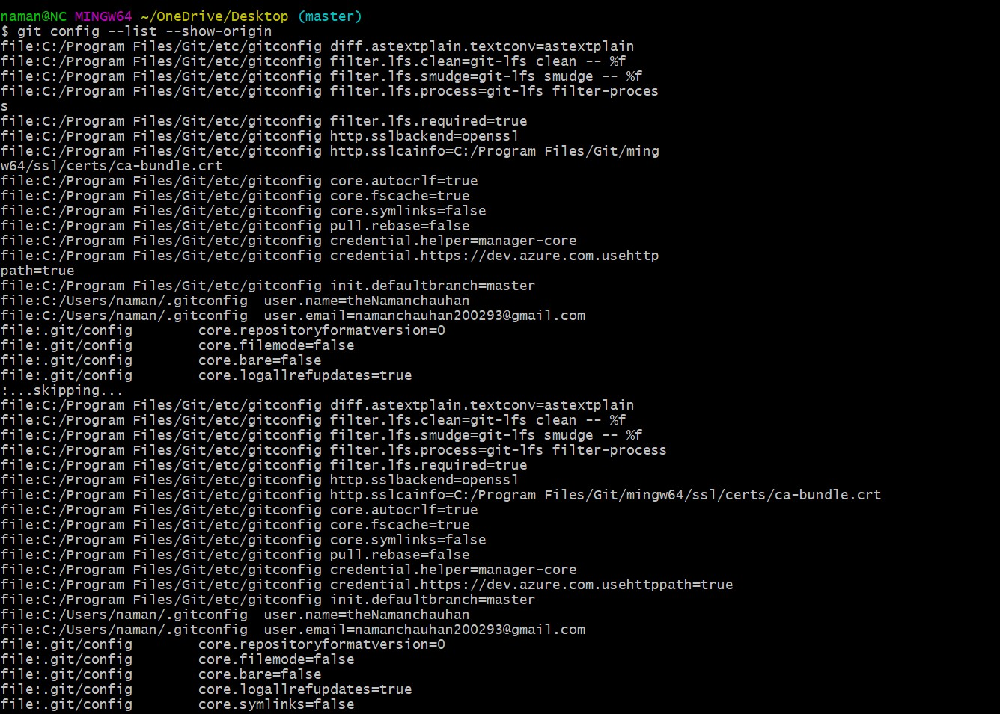 naman@NC MINGW64 ~/OneDrive/Desktop (master)
$ git config --list --show-origin
file:C:/Program Files/Git/etc/gitconfig diff.astextplain.textconv=astextplain
file:C:/Program Files/Git/etc/gitconfig filter.lfs.clean=git-lfs clean -- %f
file:C:/Program Files/Git/etc/gitconfig filter.lfs.smudge=git-lfs smudge -- %f
file:C:/Program Files/Git/etc/gitconfig filter.lfs.process=git-lfs filter-proces
s
file:C:/Program Files/Git/etc/gitconfig filter.lfs.required=true
file:C:/Program Files/Git/etc/gitconfig http.sslbackend=openssl
file:C:/Program Files/Git/etc/gitconfig http.sslcainfo=C:/Program Files/Git/ming
w64/ssl/certs/ca-bundle.crt
file:C:/Program Files/Git/etc/gitconfig core.autocrlf=true
file:C:/Program Files/Git/etc/gitconfig core.fscache=true
file:C:/Program Files/Git/etc/gitconfig core.symlinks=false
file:C:/Program Files/Git/etc/gitconfig pull.rebase=false
file:C:/Program Files/Git/etc/gitconfig credential.helper=manager-core
file:C:/Program Files/Git/etc/gitconfig credential.https://dev.azure.com.usehttp
path=true
file:C:/Program Files/Git/etc/gitconfig init.defaultbranch=master
file:C:/Users/naman/.gitconfig  user.name=theNamanchauhan
file:C:/Users/naman/.gitconfig  user.email=namanchauhan200293@gmail.com
file:.git/config        core.repositoryformatversion=0
file:.git/config        core.filemode=false
file:.git/config        core.bare=false
file:.git/config        core.logallrefupdates=true
:...skipping...
file:C:/Program Files/Git/etc/gitconfig diff.astextplain.textconv=astextplain
file:C:/Program Files/Git/etc/gitconfig filter.lfs.clean=git-lfs clean -- %f
file:C:/Program Files/Git/etc/gitconfig filter.lfs.smudge=git-lfs smudge -- %f
file:C:/Program Files/Git/etc/gitconfig filter.lfs.process=git-lfs filter-process
file:C:/Program Files/Git/etc/gitconfig filter.lfs.required=true
file:C:/Program Files/Git/etc/gitconfig http.sslbackend=openssl
file:C:/Program Files/Git/etc/gitconfig http.sslcainfo=C:/Program Files/Git/mingw64/ssl/certs/ca-bundle.crt
file:C:/Program Files/Git/etc/gitconfig core.autocrlf=true
file:C:/Program Files/Git/etc/gitconfig core.fscache=true
file:C:/Program Files/Git/etc/gitconfig core.symlinks=false
file:C:/Program Files/Git/etc/gitconfig pull.rebase=false
file:C:/Program Files/Git/etc/gitconfig credential.helper=manager-core
file:C:/Program Files/Git/etc/gitconfig credential.https://dev.azure.com.usehttppath=true
file:C:/Program Files/Git/etc/gitconfig init.defaultbranch=master
file:C:/Users/naman/.gitconfig  user.name=theNamanchauhan
file:C:/Users/naman/.gitconfig  user.email=namanchauhan200293@gmail.com
file:.git/config        core.repositoryformatversion=0
file:.git/config        core.filemode=false
file:.git/config        core.bare=false
file:.git/config        core.logallrefupdates=true
file:.git/config        core.symlinks=false